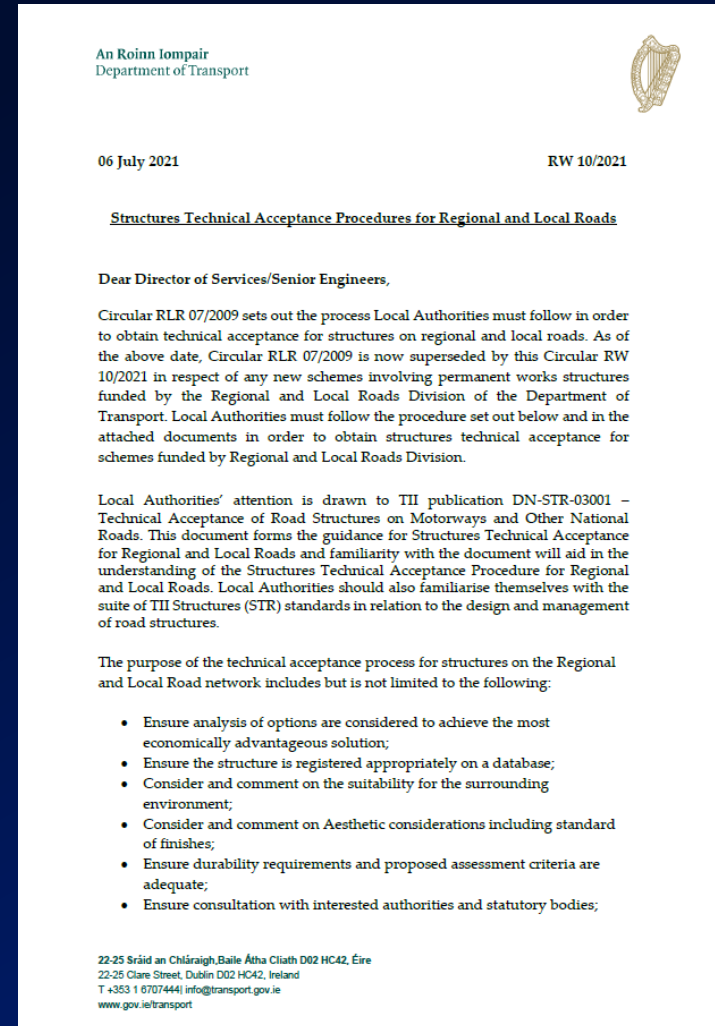 An Roinn Iompair
Department of Transport
06 July 2021 RW 10/2021
Structures Technical Acceptance Procedures for Regional and Local Roads
Dear Director of Services/Senior Engineers,
Circular RLR 07/2009 sets out the process Local Authorities must follow in order
to obtain technical acceptance for structures on regional and local roads. As of
the above date, Circular RLR 07/2009 is now superseded by this Circular RW
10/2021 in respect of any new schemes involving permanent works structures
funded by the Regional and Local Roads Division of the Department of
Transport. Local Authorities must follow the procedure set out below and in the
attached documents in order to obtain structures technical acceptance for
schemes funded by Regional and Local Roads Division.
Local Authorities' attention is drawn to TII publication DN-STR-03001 –
Technical Acceptance of Road Structures on Motorways and Other National
Roads. This document forms the guidance for Structures Technical Acceptance
for Regional and Local Roads and familiarity with the document will aid in the
understanding of the Structures Technical Acceptance Procedure for Regional
and Local Roads. Local Authorities should also familiarise themselves with the
suite of TII Structures (STR) standards in relation to the design and management
of road structures.
The purpose of the technical acceptance process for structures on the Regional
and Local Road network includes but is not limited to the following:
• Ensure analysis of options are considered to achieve the most
economically advantageous solution;
• Ensure the structure is registered appropriately on a database;
• Consider and comment on the suitability for the surrounding
environment;
• Consider and comment on Aesthetic considerations including standard
of finishes;
• Ensure durability requirements and proposed assessment criteria are
adequate;
• Ensure consultation with interested authorities and statutory bodies;
22-25 Sráid an Chláraigh,Baile Átha Cliath D02 HC42, Éire
22-25 Clare Street, Dublin D02 HC42, Ireland
T +353 1 6707444| info@transport.gov.ie
www.gov.ie/transport